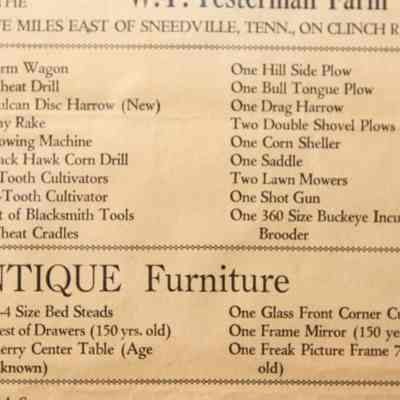 THE W. T. Testerman Farm
E MILES EAST OF SNEEDVILLE, TENN., ON CLINCH R
rm Wagon
heat Drill
ulcan Disc Harrow (New)
ay Rake
owing Machine
ack Hawk Corn Drill
-Tooth Cultivators
-Tooth Cultivator
t of Blacksmith Tools
heat Cradles
One Hill Side Plow
One Bull Tongue Plow
One Drag Harrow
Two Double Shovel Plows
One Corn Sheller
One Saddle
Two Lawn Mowers
One Shot Gun
One 360 Size Buckeye Incu
Brooder
NTIQUE Furniture
-4 Size Bed Steads
est of Drawers (150 yrs. old)
erry Center Table (Age
known)
One Glass Front Corner Cu
One Frame Mirror (150 ye
One Freak Picture Frame 7
old)